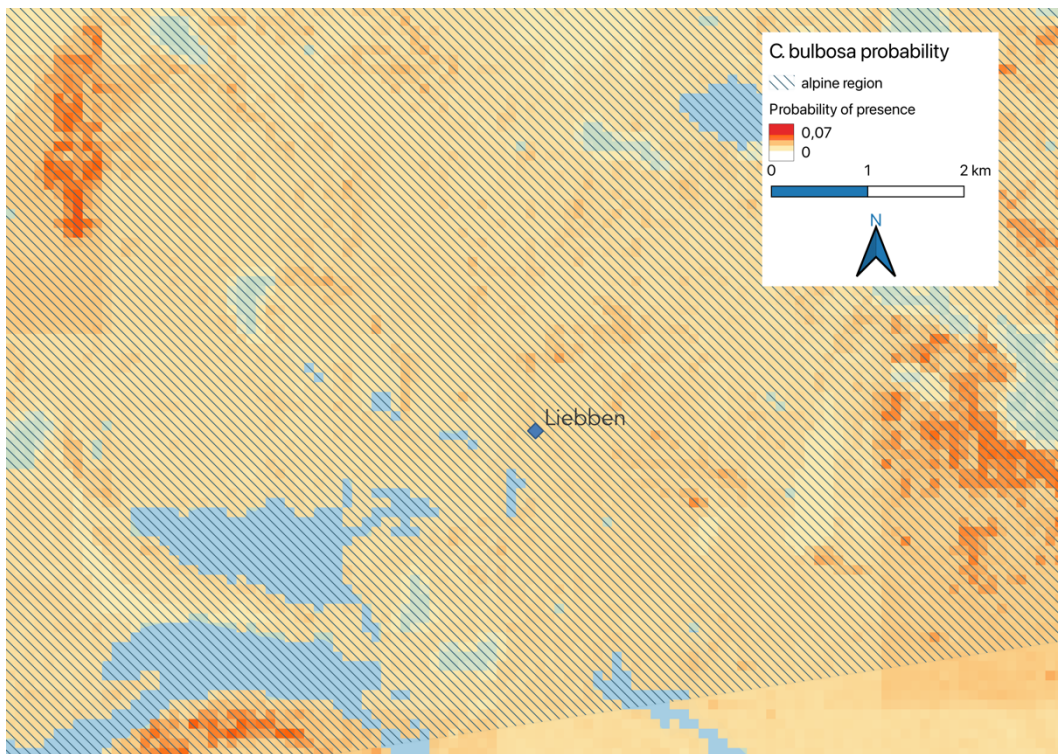 C. bulbosa probability
alpine region
Probability of presence
0,07
0
0 1 2 km
N
Liebben